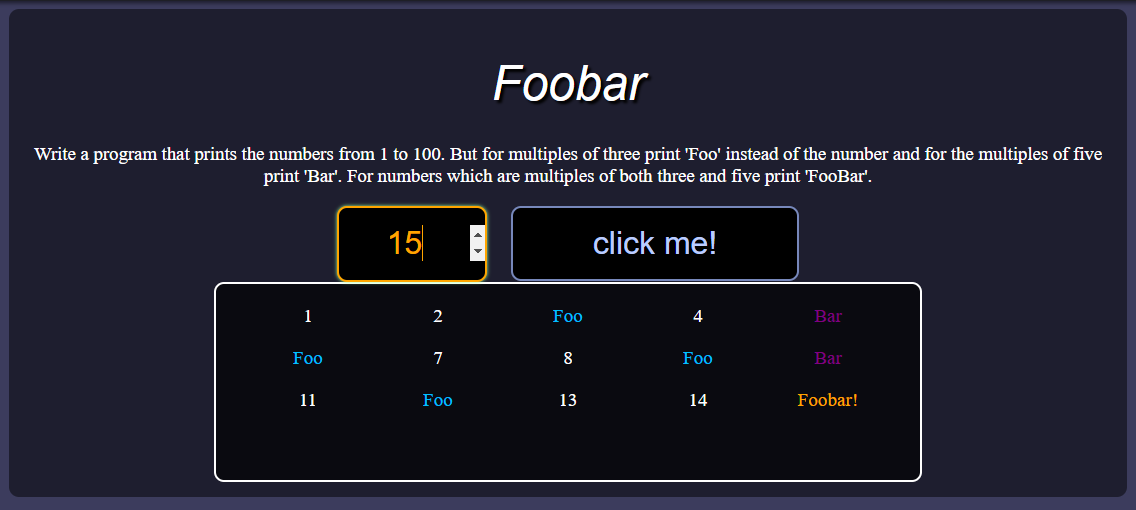 Foobar
Write a program that prints the numbers from 1 to 100. But for multiples of three print 'Foo' instead of the number and for the multiples of five
print 'Bar'. For numbers which are multiples of both three and five print 'FooBar'.
15 click me!
1 2 Foo 4 Bar
Foo 7 8 Foo Bar
11 Foo 13 14 Foobar!